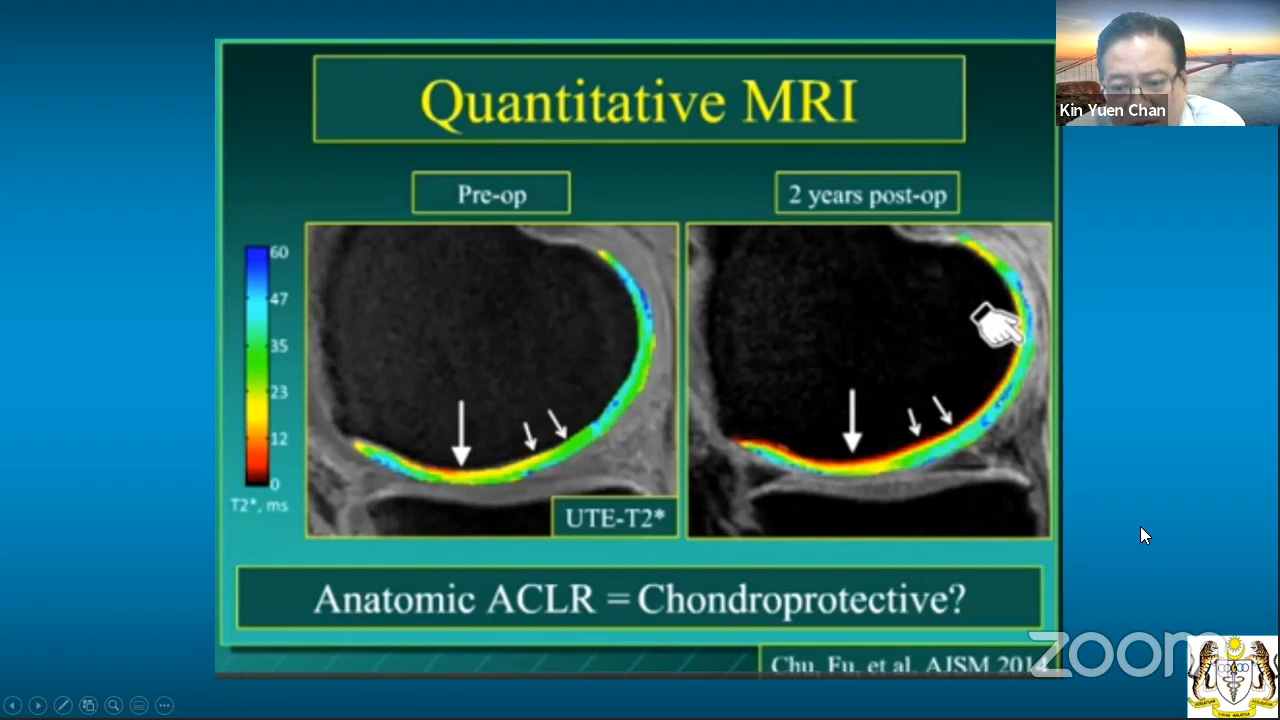 Quantitative MRI
Kin Yuen Chan
Pre-op
2 years post-op
60
47
35
23
12
0
T2*, ms
UTE-T2*
Anatomic ACLR = Chondroprotective?
Chu, Fu, et al. AJSM 2014
zoom